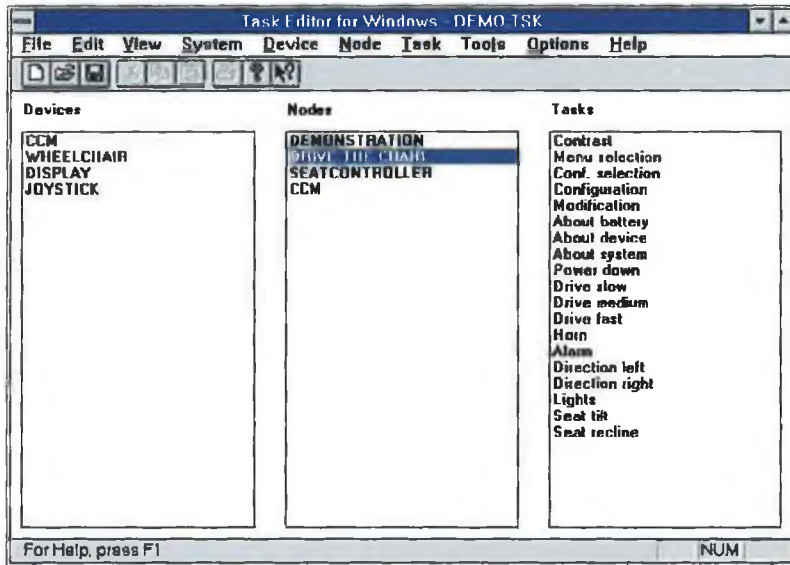 Task Editor for Windows - DEMO.TSK
File Edit View System Device Node Task Tools Options Help
Devices
CCM
WHEELCHAIR
DISPLAY
JOYSTICK
Nodes
DEMONSTRATION
DRIVE THE CHAIR
SEATCONTROLLER
CCM
Tasks
Contrast
Menu selection
Conf. selection
Configuration
Modification
About battery
About device
About system
Power down
Drive slow
Drive medium
Drive fast
Horn
Alarm
Direction left
Direction right
Lights
Seat tilt
Seat recline
For Help, press F1
NUM